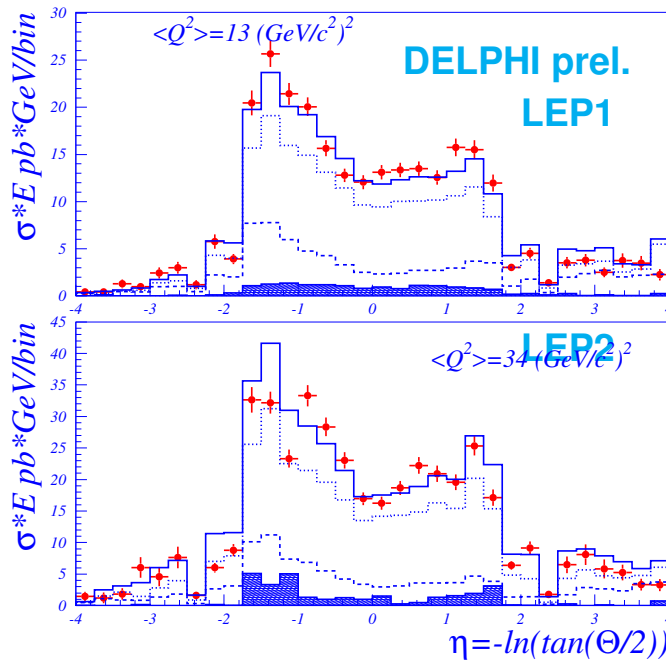 30
25
20
15
10
5
0
σ*E pb*GeV/bin
<Q²>=13 (GeV/c²)²
DELPHI prel.
LEP1
-4 -3 -2 -1 0 1 2 3 4
45
40
35
30
25
20
15
10
5
0
σ*E pb*GeV/bin
LEP2
<Q²>=34 (GeV/c²)²
-4 -3 -2 -1 0 1 2 3 4
η=-ln(tan(Θ/2))